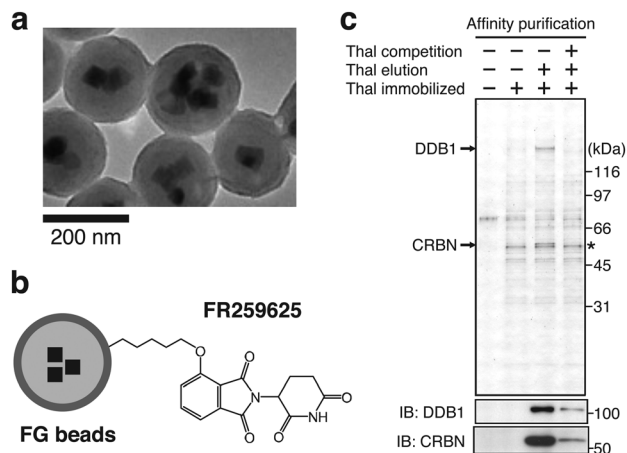 a
200 nm
b
FR259625
O
O
N
O
O
NH
O
FG beads
c
Affinity purification
Thal competition − − − +
Thal elution − − + +
Thal immobilized − + + +
DDB1
(kDa)
116
97
66
CRBN
*
45
31
IB: DDB1
100
IB: CRBN
50